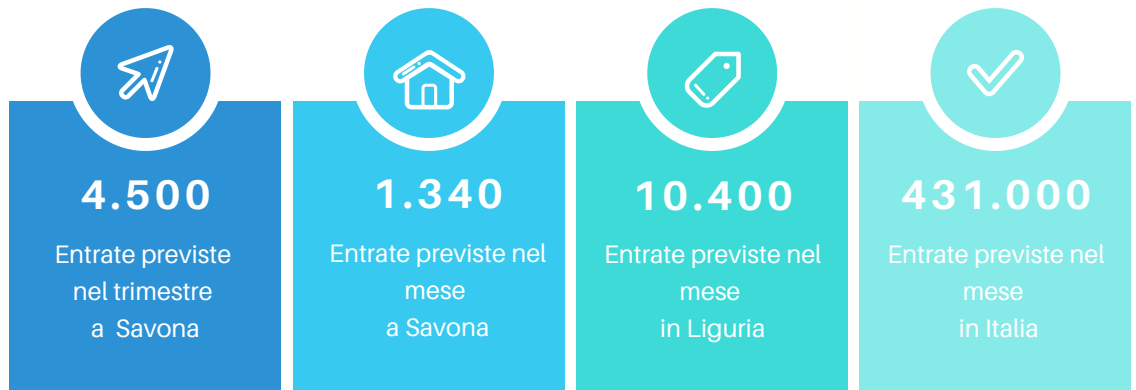 4.500
Entrate previste
nel trimestre
a Savona
1.340
Entrate previste nel
mese
a Savona
10.400
Entrate previste nel
mese
in Liguria
431.000
Entrate previste nel
mese
in Italia